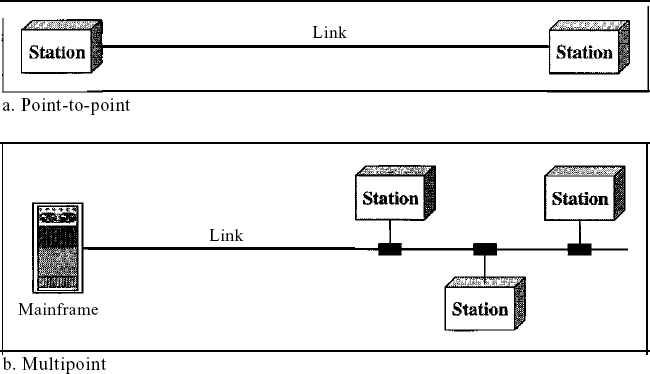 Link
Station
Station
a. Point-to-point
Station
Station
Link
Station
Mainframe
b. Multipoint